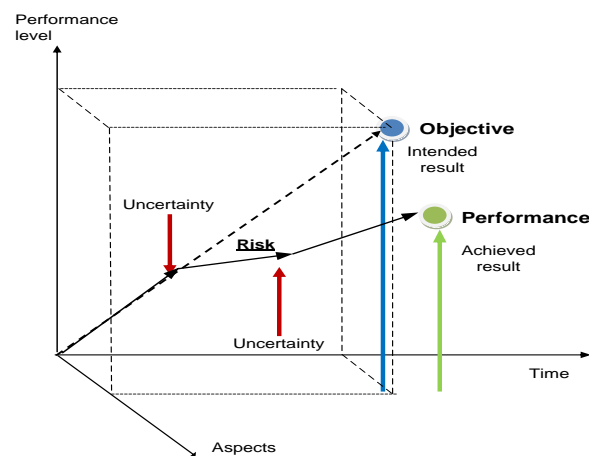 Performance
level
Objective
Intended
result
Uncertainty
Performance
Risk
Achieved
result
Uncertainty
Time
Aspects